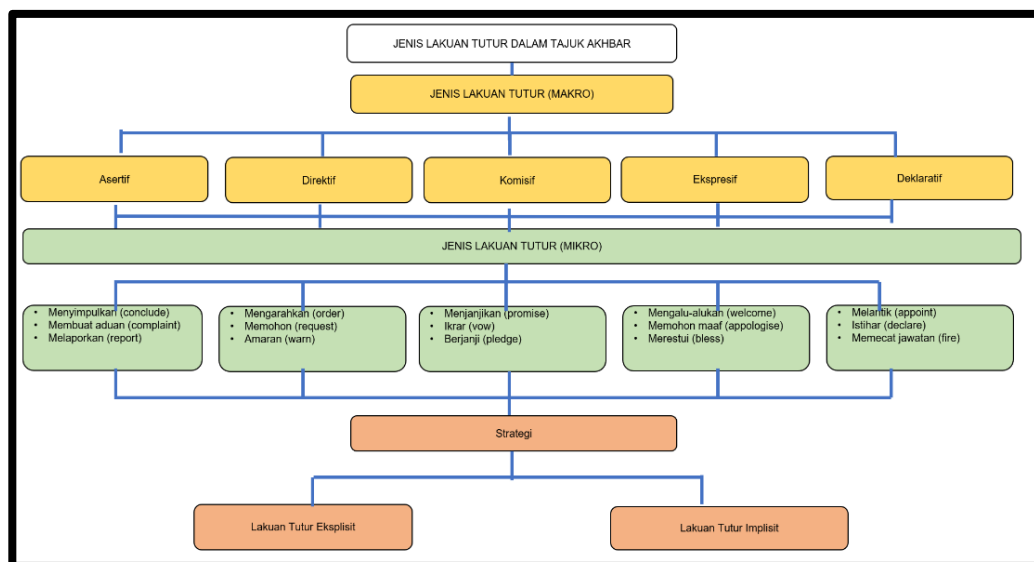 JENIS LAKUAN TUTUR DALAM TAJUK AKHBAR
JENIS LAKUAN TUTUR (MAKRO)
Asertif
Direktif
Komisif
Ekspresif
Deklaratif
JENIS LAKUAN TUTUR (MIKRO)
• Menyimpulkan (conclude)
• Membuat aduan (complaint)
• Melaporkan (report)
• Mengarahkan (order)
• Memohon (request)
• Amaran (warn)
• Menjanjikan (promise)
• Ikrar (vow)
• Berjanji (pledge)
• Mengalu-alukan (welcome)
• Memohon maaf (appologise)
• Merestui (bless)
• Melantik (appoint)
• Istihar (declare)
• Memecat jawatan (fire)
Strategi
Lakuan Tutur Eksplisit
Lakuan Tutur Implisit